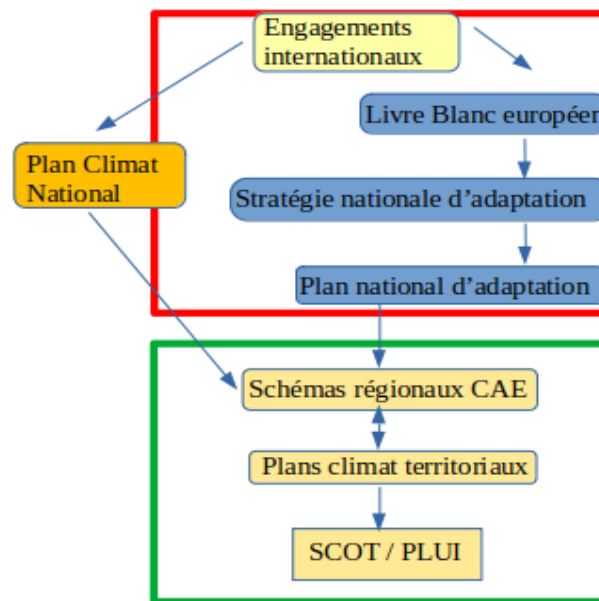 Engagements
internationaux
Livre Blanc européen
Plan Climat
National
Stratégie nationale d’adaptation
Plan national d’adaptation
Schémas régionaux CAE
Plans climat territoriaux
SCOT / PLUI